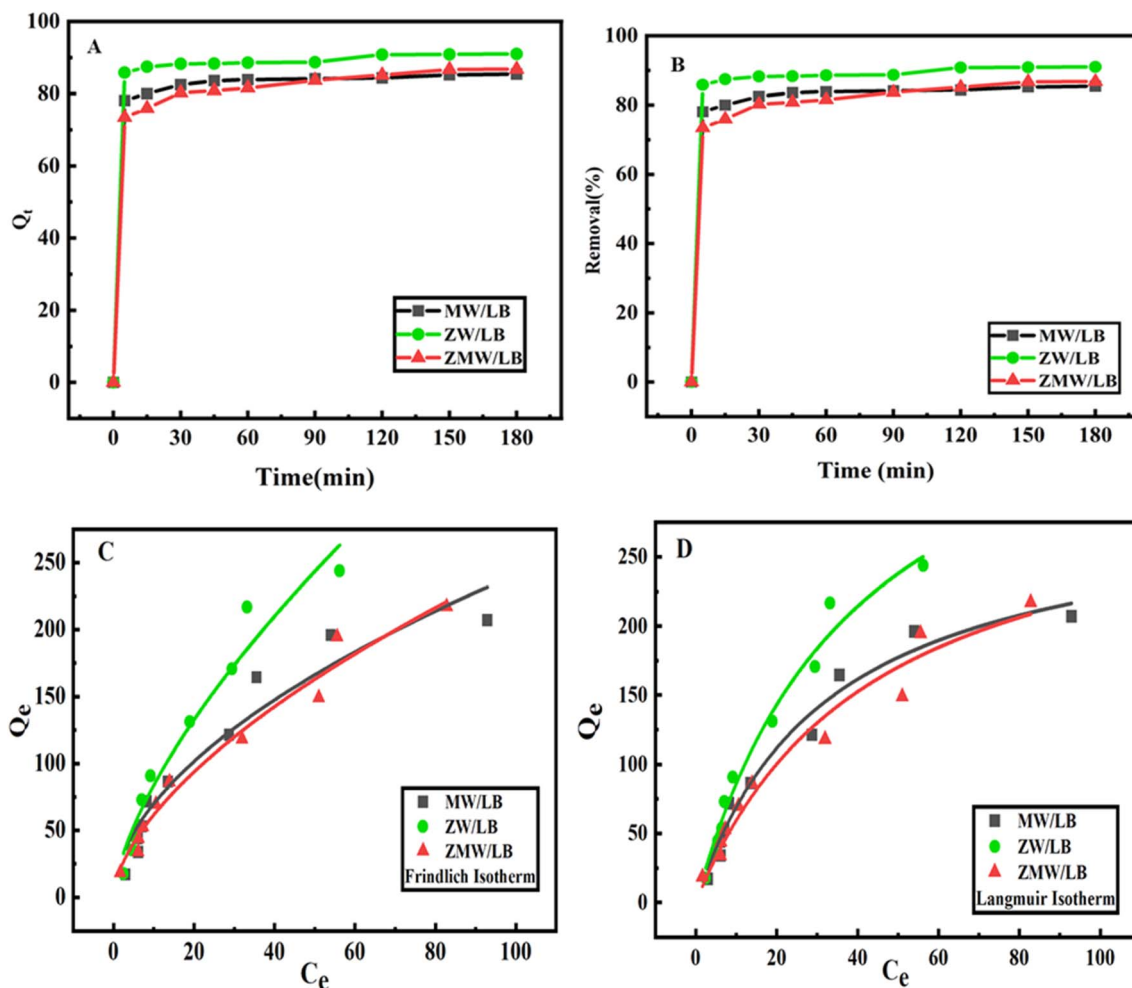 A
100
80
60
40
20
0
Qt
MW/LB
ZW/LB
ZMW/LB
0 30 60 90 120 150 180
Time(min)
B
100
80
60
40
20
0
Removal(%)
MW/LB
ZW/LB
ZMW/LB
0 30 60 90 120 150 180
Time (min)
C
250
200
150
100
50
0
Qe
MW/LB
ZW/LB
ZMW/LB
Frindlich Isotherm
0 20 40 60 80 100
Ce
D
250
200
150
100
50
0
Qe
MW/LB
ZW/LB
ZMW/LB
Langmuir Isotherm
0 20 40 60 80 100
Ce